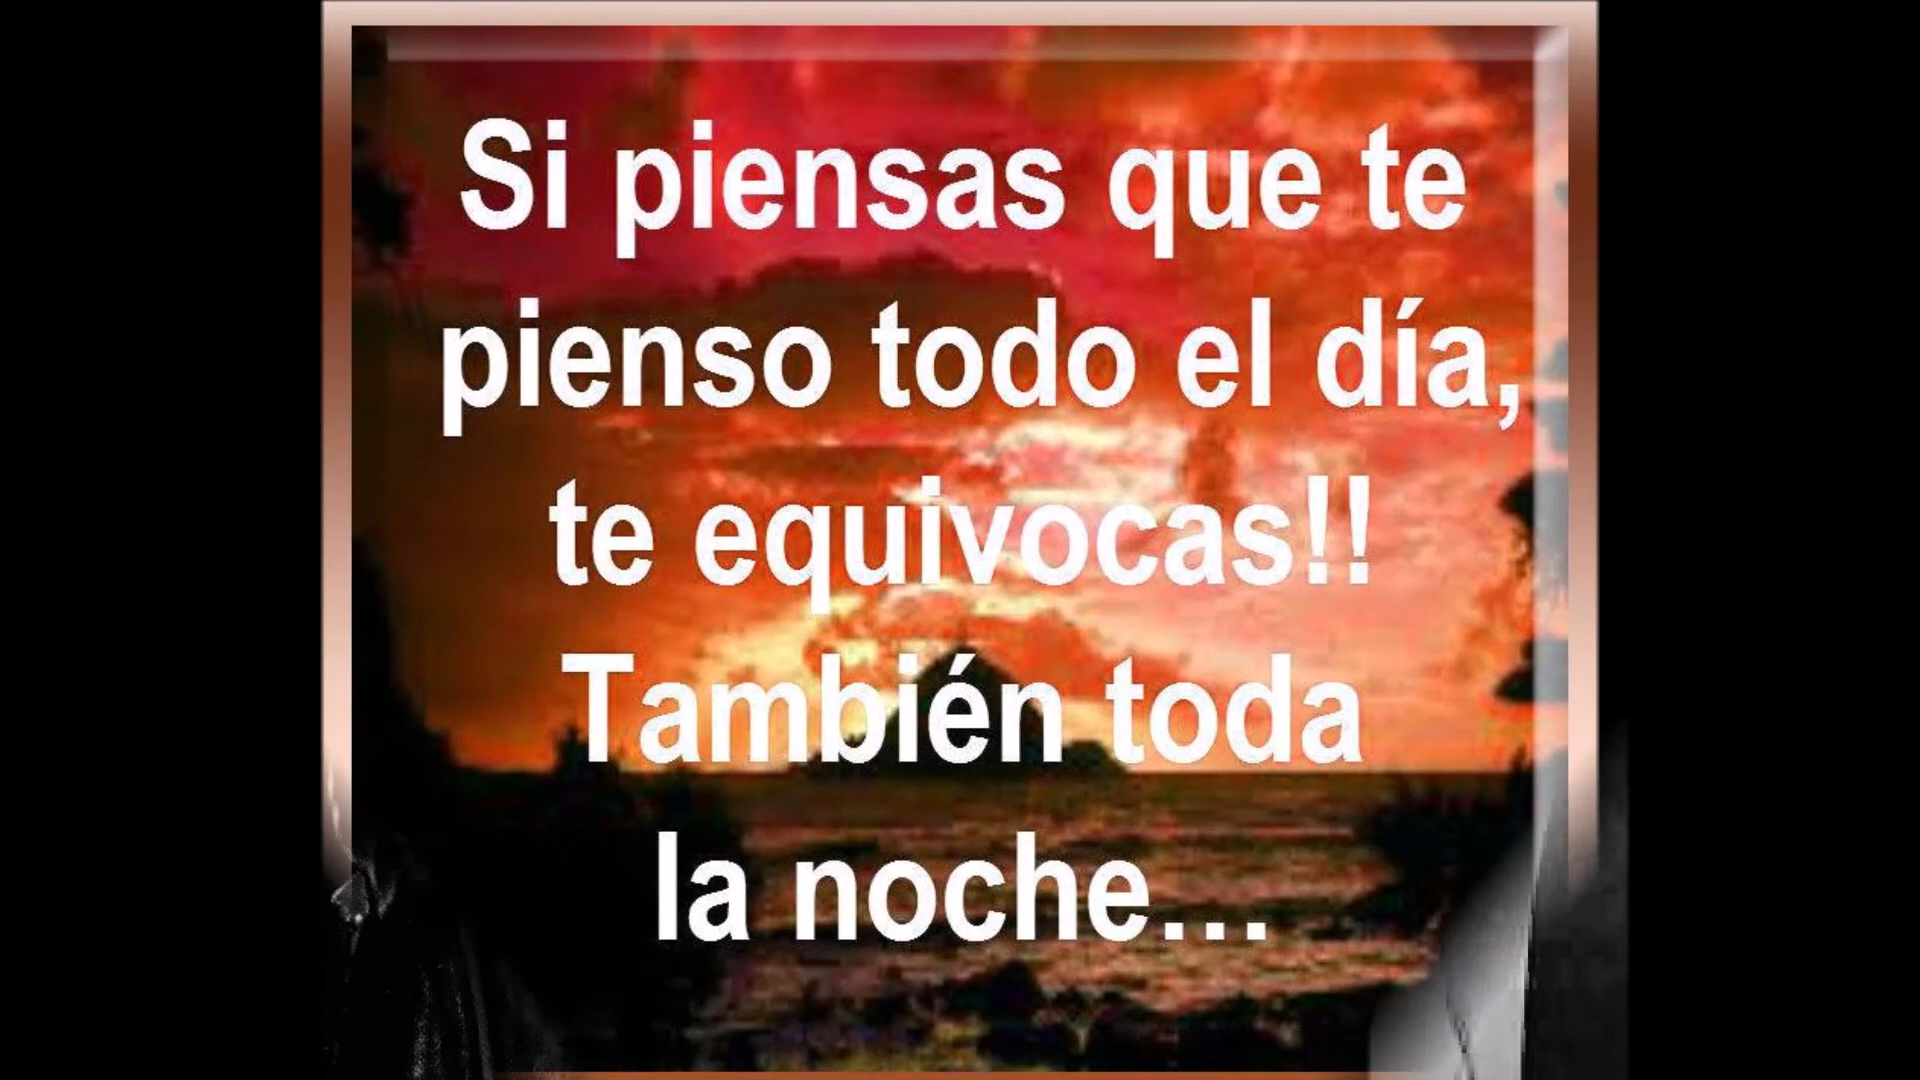 Si piensas que te
pienso todo el día,
te equivocas!!
También toda
la noche...